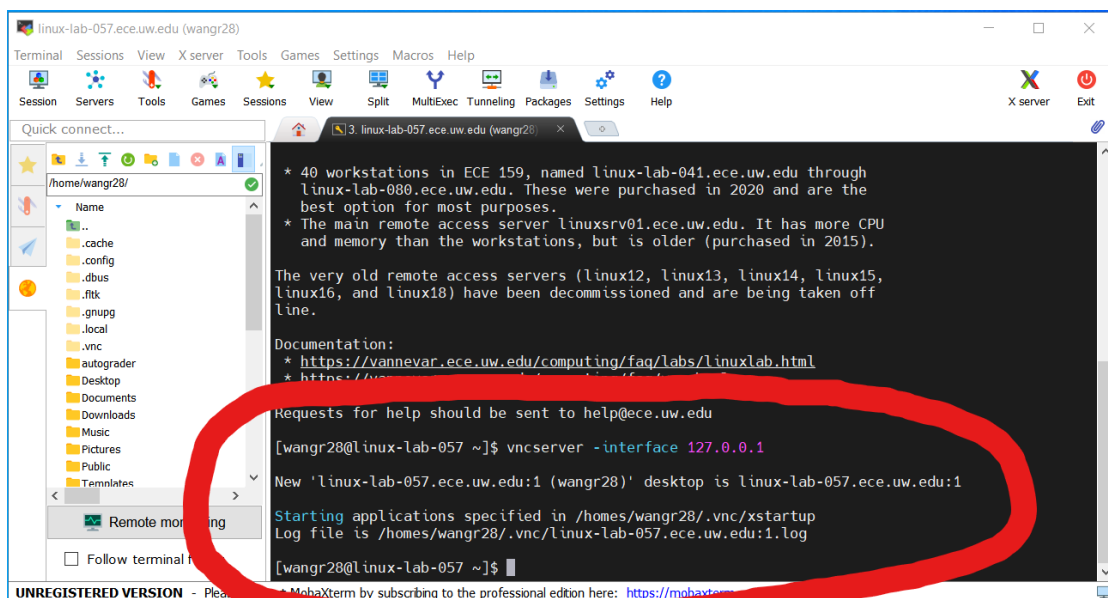 linux-lab-057.ece.uw.edu (wangr28)
Terminal Sessions View X server Tools Games Settings Macros Help
Session Servers Tools Games Sessions View Split MultiExec Tunneling Packages Settings Help X server Exit
Quick connect...
3. linux-lab-057.ece.uw.edu (wangr28)
/home/wangr28/
Name
..
.cache
.config
.dbus
.fltk
.gnupg
.local
.vnc
autograder
Desktop
Documents
Downloads
Music
Pictures
Public
Templates
Remote
Follow terminal
* 40 workstations in ECE 159, named linux-lab-041.ece.uw.edu through
linux-lab-080.ece.uw.edu. These were purchased in 2020 and are the
best option for most purposes.
* The main remote access server linuxsrv01.ece.uw.edu. It has more CPU
and memory than the workstations, but is older (purchased in 2015).
The very old remote access servers (linux12, linux13, linux14, linux15,
linux16, and linux18) have been decommissioned and are being taken off
line.
Documentation:
* https://vannevar.ece.uw.edu/computing/faq/labs/linuxlab.html
Requests for help should be sent to help@ece.uw.edu
[wangr28@linux-lab-057 ~]$ vncserver -interface 127.0.0.1
New 'linux-lab-057.ece.uw.edu:1 (wangr28)' desktop is linux-lab-057.ece.uw.edu:1
Starting applications specified in /homes/wangr28/.vnc/xstartup
Log file is /homes/wangr28/.vnc/linux-lab-057.ece.uw.edu:1.log
[wangr28@linux-lab-057 ~]$
UNREGISTERED VERSION - MobaXterm by subscribing to the professional edition here: